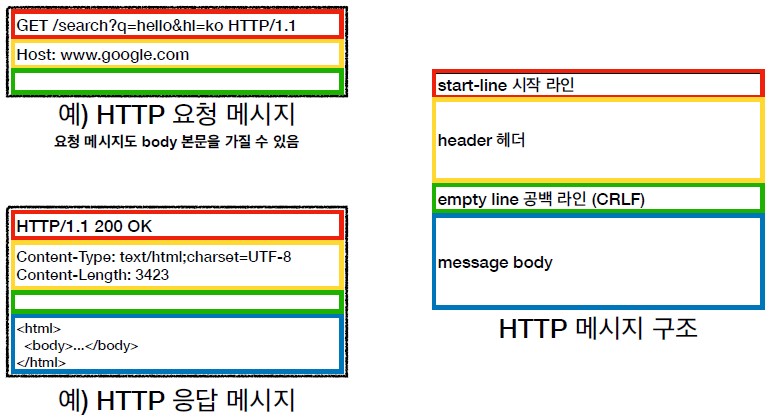 GET /search?q=hello&hl=ko HTTP/1.1
Host: www.google.com
예) HTTP 요청 메시지
요청 메시지도 body 본문을 가질 수 있음
HTTP/1.1 200 OK
Content-Type: text/html;charset=UTF-8
Content-Length: 3423
<html>
<body>...</body>
</html>
예) HTTP 응답 메시지
start-line 시작 라인
header 헤더
empty line 공백 라인 (CRLF)
message body
HTTP 메시지 구조